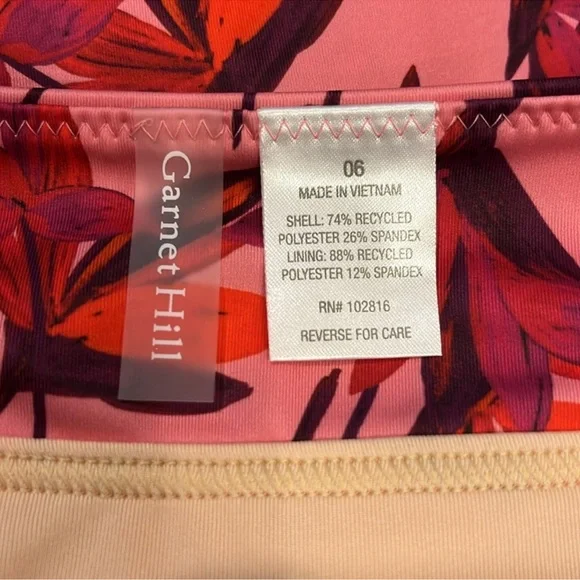 Garnet Hill
06
MADE IN VIETNAM
SHELL: 74% RECYCLED
POLYESTER 26% SPANDEX
LINING: 88% RECYCLED
POLYESTER 12% SPANDEX
RN# 102816
REVERSE FOR CARE